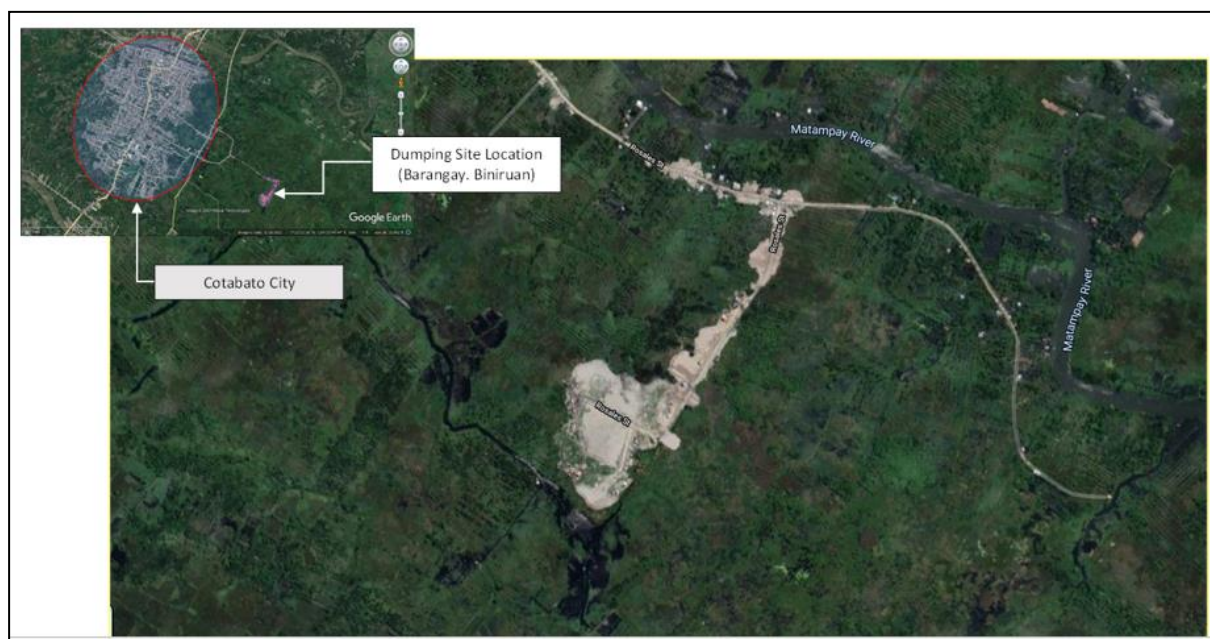 Dumping Site Location
(Barangay. Biniruan)
Google Earth
Cotabato City
Matampay River
Rosales St
Rosales St
Matampay River
Rosales St